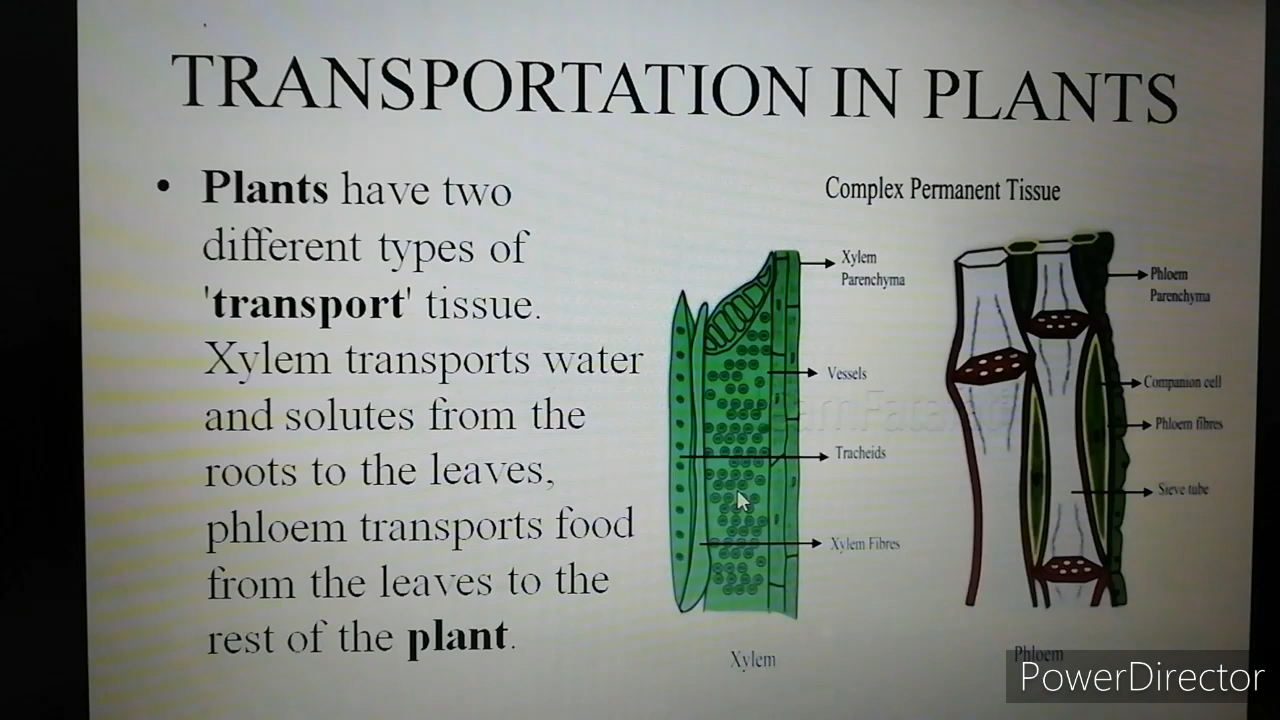 TRANSPORTATION IN PLANTS
• Plants have two
different types of
'transport' tissue.
Xylem transports water
and solutes from the
roots to the leaves,
phloem transports food
from the leaves to the
rest of the plant.
Complex Permanent Tissue
Xylem
Parenchyma
Vessels
Tracheids
Xylem Fibres
Xylem
Phloem
Parenchyma
Companion cell
Phloem fibres
Sieve tube
Phloem
PowerDirector